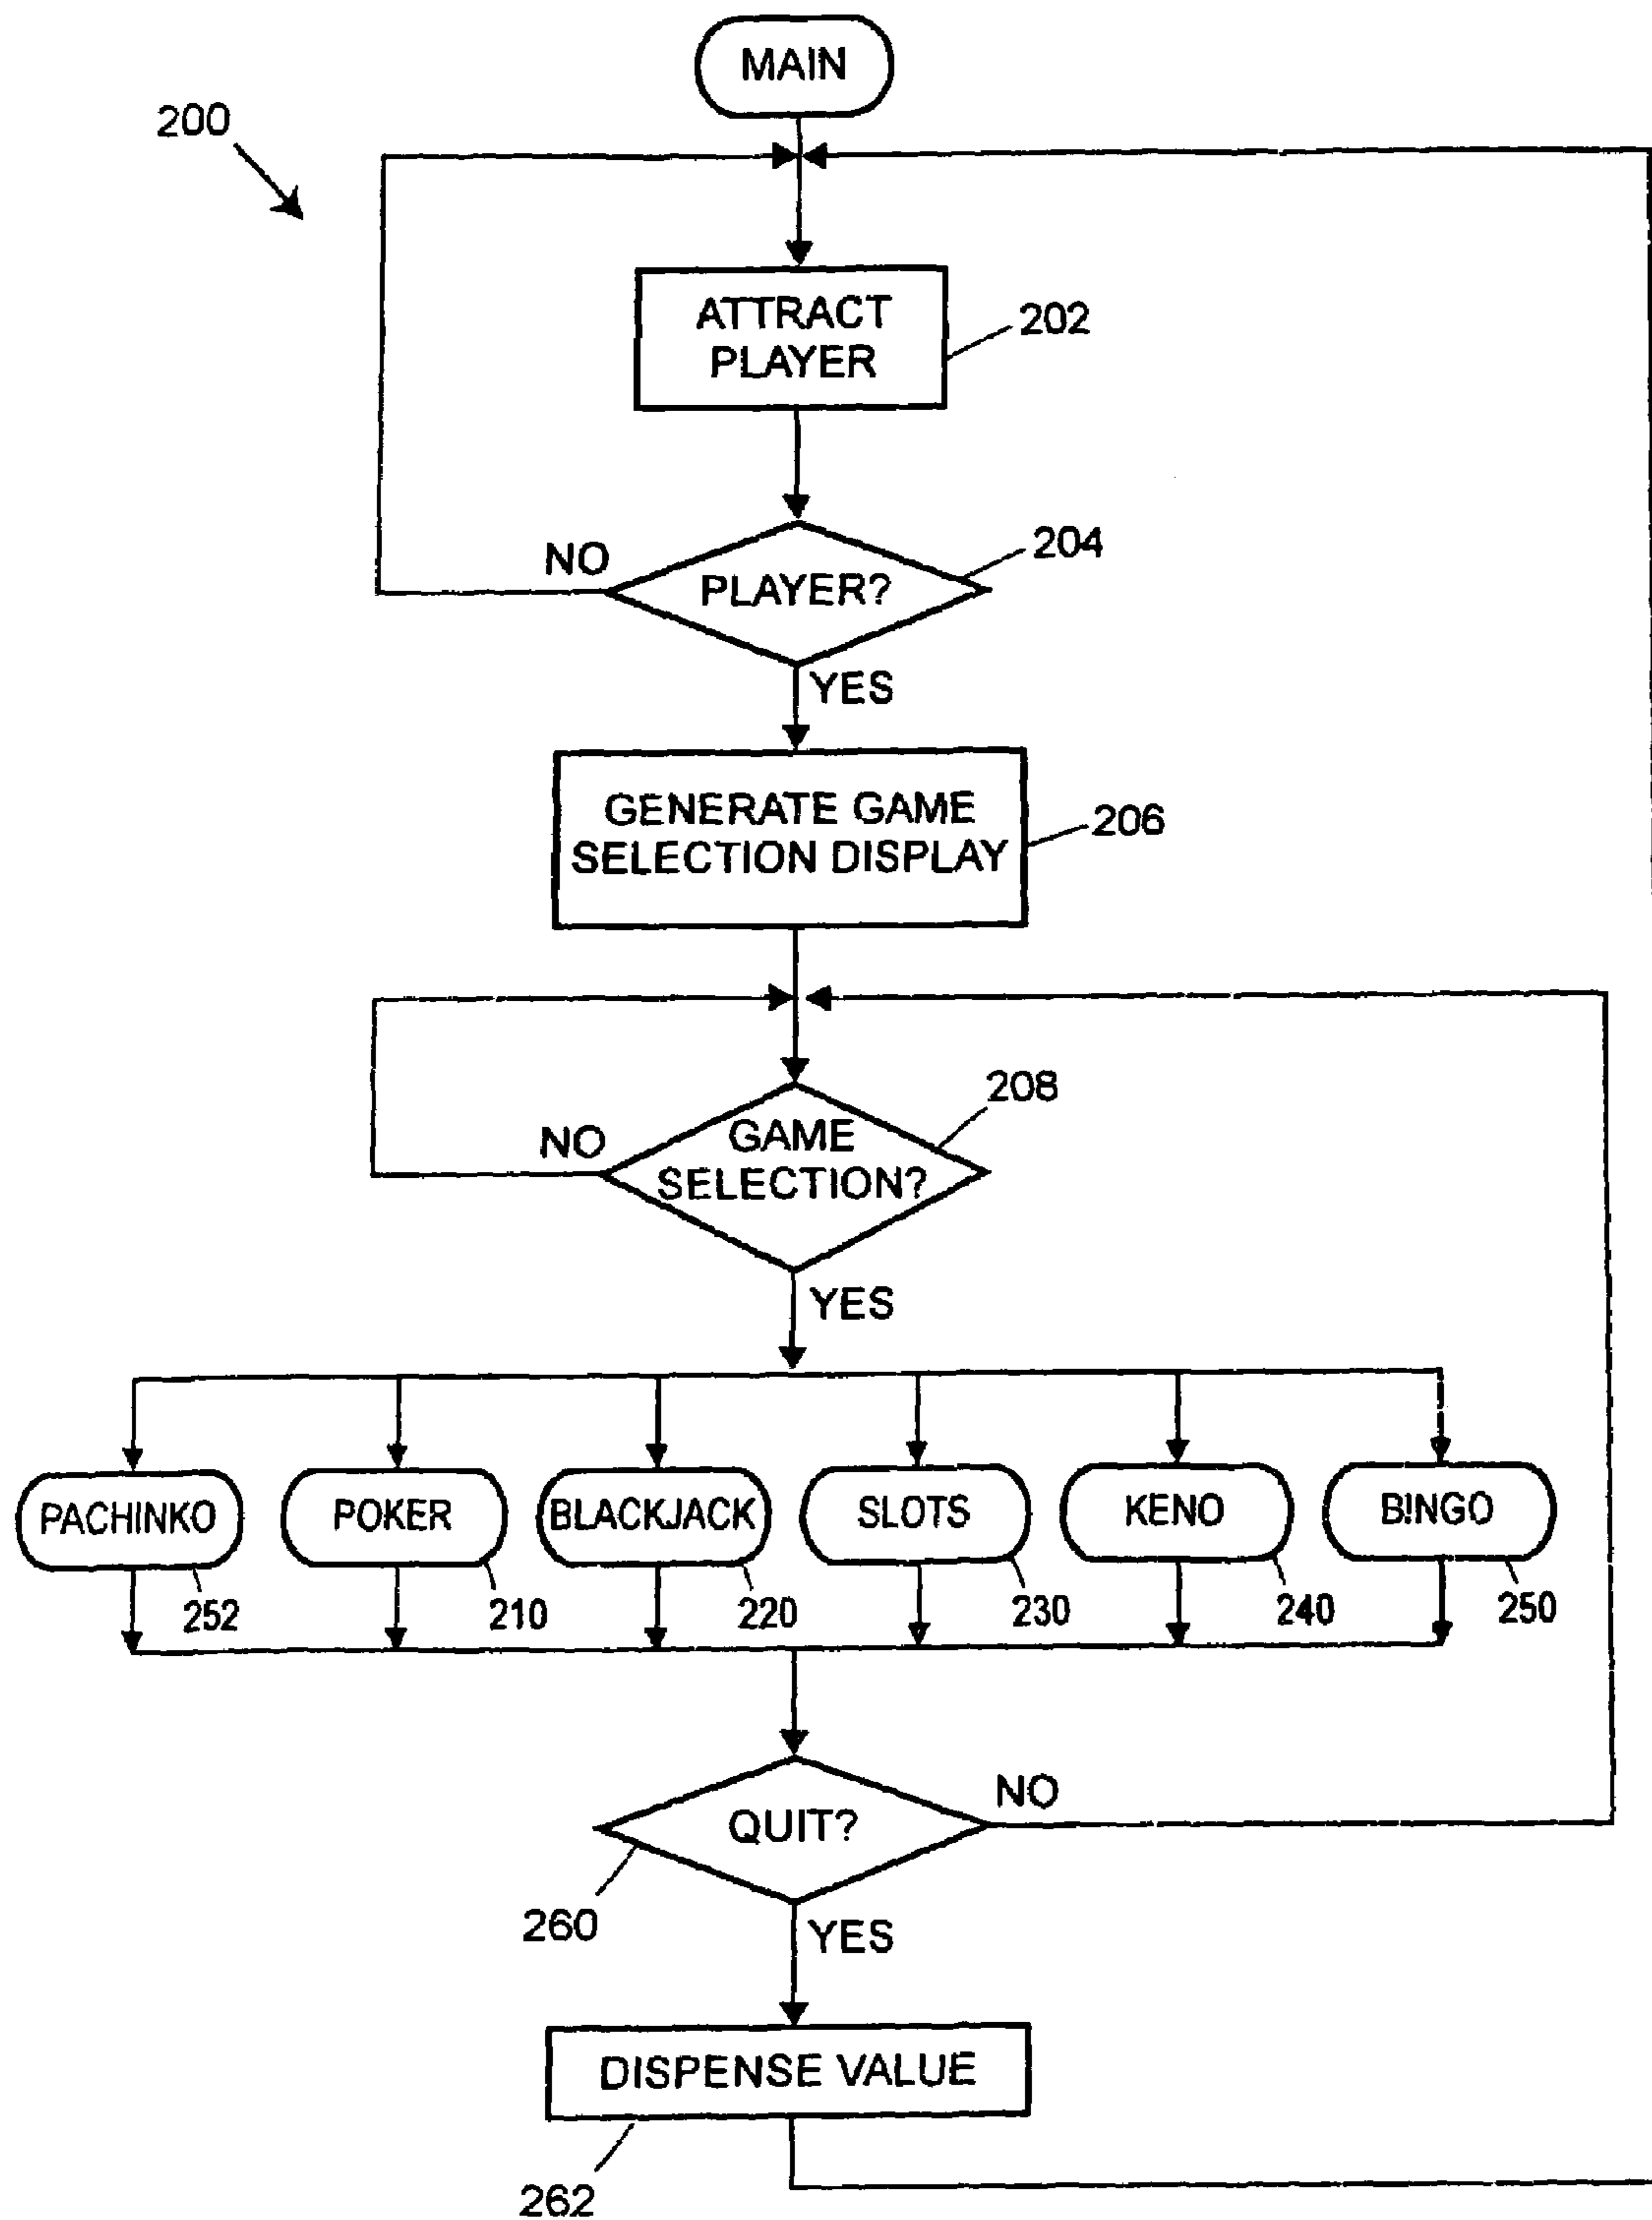 MAIN
200
ATTRACT
PLAYER
202
NO
PLAYER?
204
YES
GENERATE GAME
SELECTION DISPLAY
206
208
NO
GAME
SELECTION?
YES
PACHINKO
POKER
BLACKJACK
SLOTS
KENO
BINGO
252
210
220
230
240
250
NO
QUIT?
260
YES
DISPENSE VALUE
262